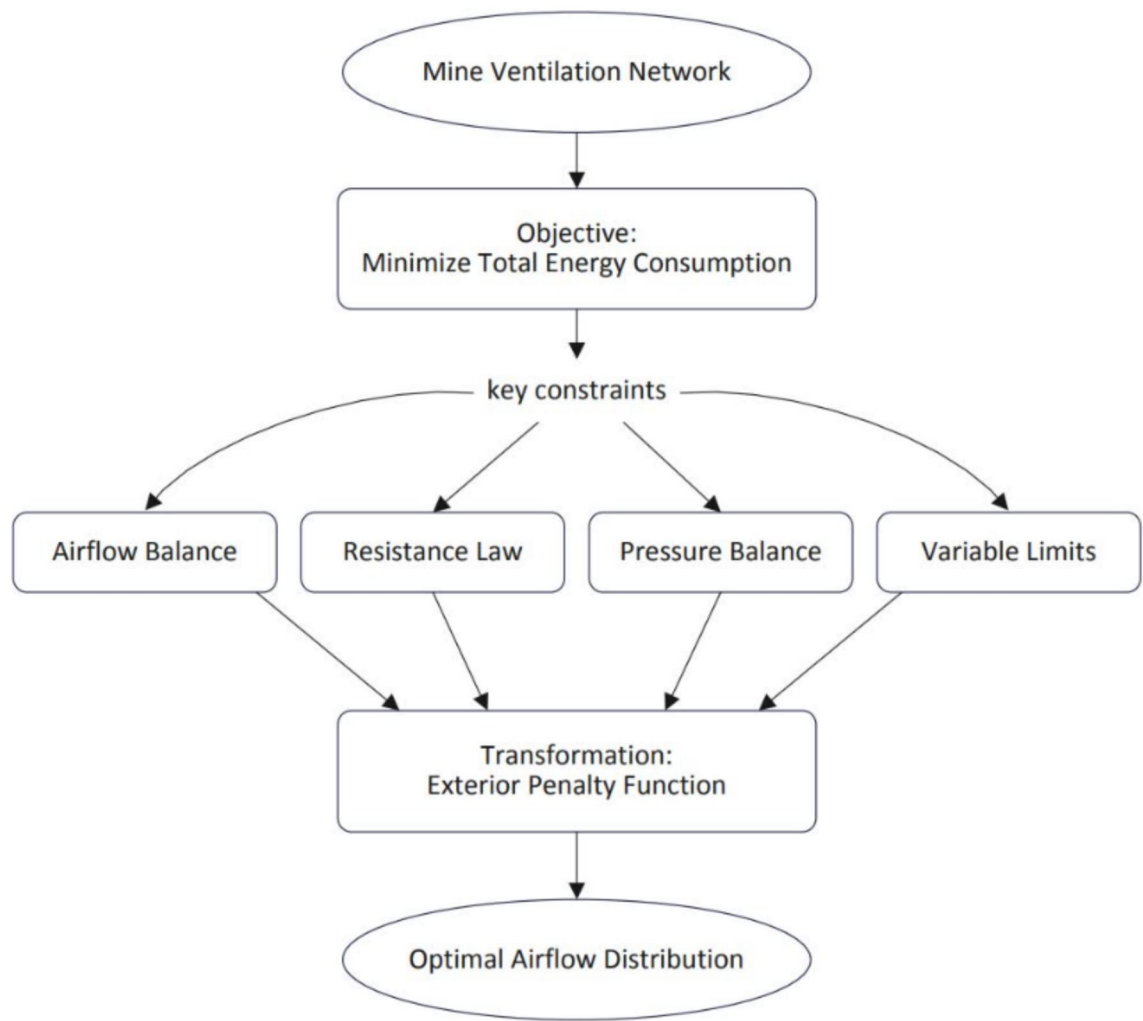 Mine Ventilation Network
Objective:
Minimize Total Energy Consumption
key constraints
Airflow Balance
Resistance Law
Pressure Balance
Variable Limits
Transformation:
Exterior Penalty Function
Optimal Airflow Distribution